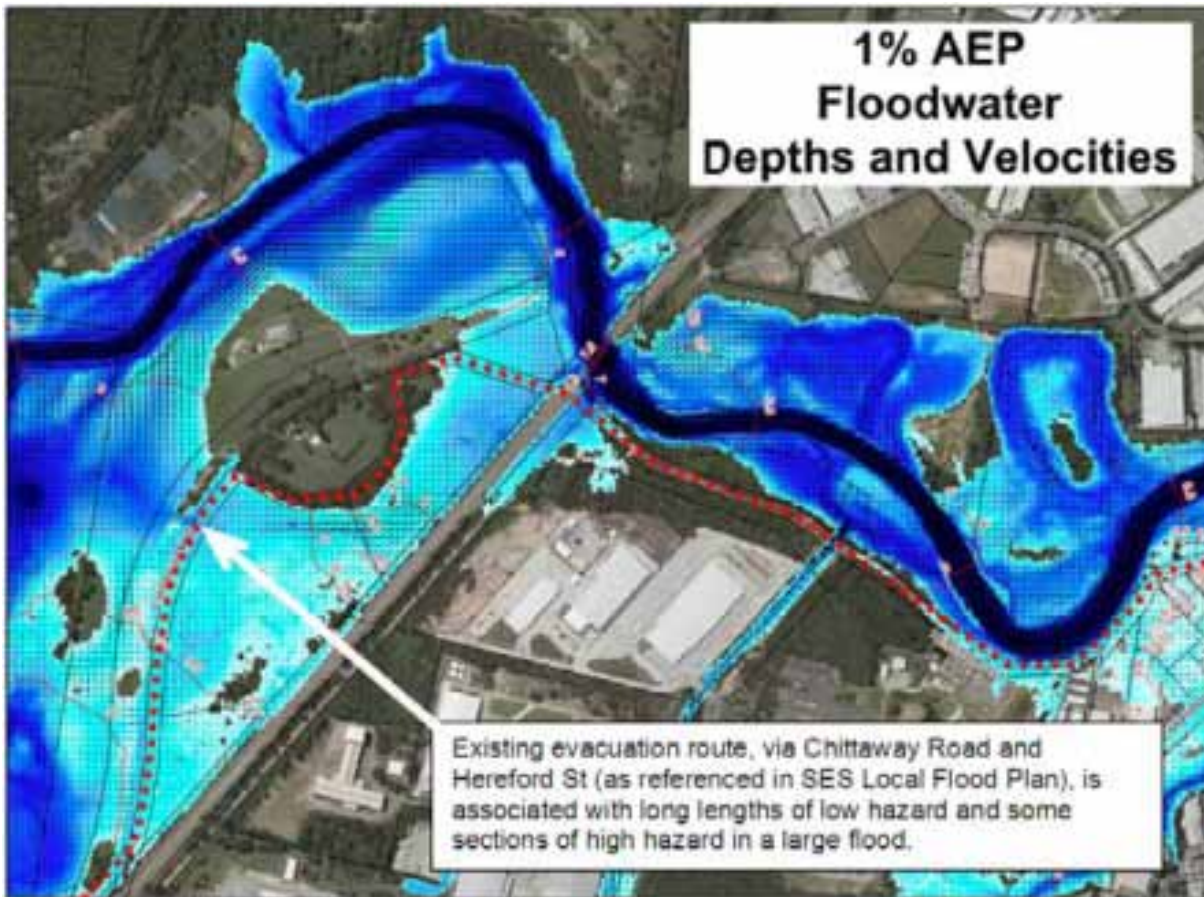 1% AEP
Floodwater
Depths and Velocities
Existing evacuation route, via Chittaway Road and
Hereford St (as referenced in SES Local Flood Plan), is
associated with long lengths of low hazard and some
sections of high hazard in a large flood.